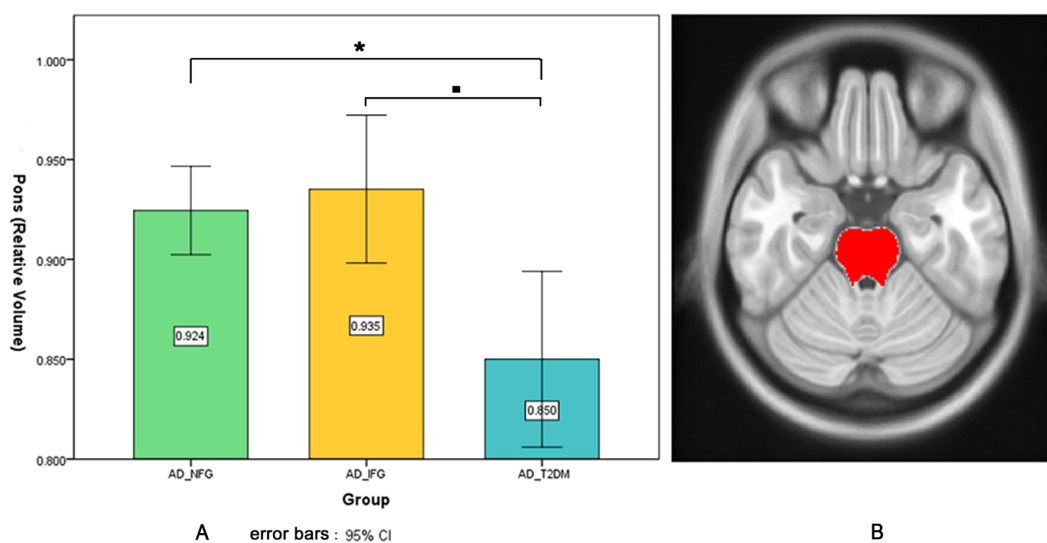 *
1.000
0.950
0.900
0.850
0.800
Pons (Relative Volume)
0.924
0.935
0.850
AD_NFG
AD_IFG
AD_T2DM
Group
A error bars : 95% CI
B